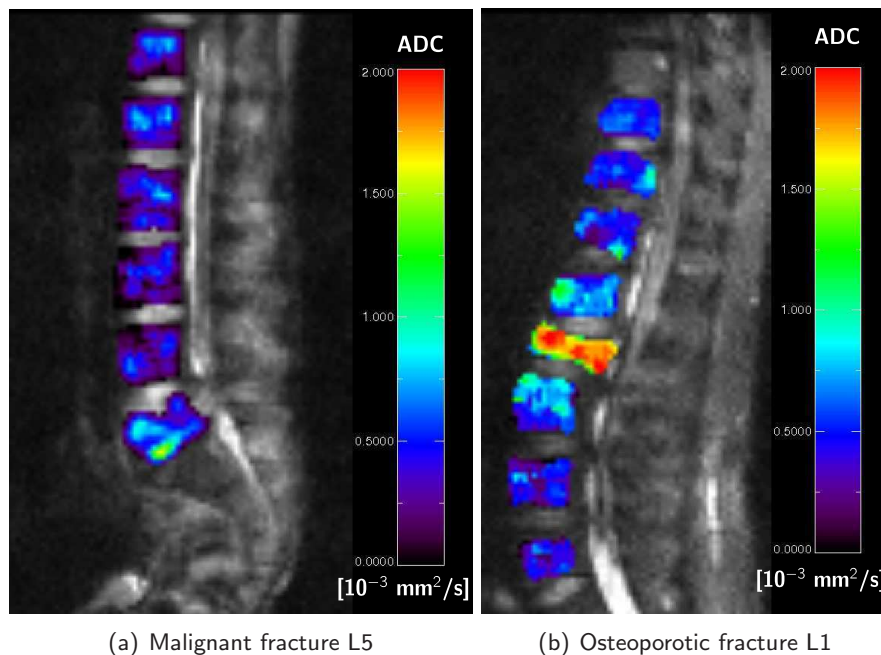 ADC
2.000
1.500
1.000
0.5000
0.0000
[10⁻³ mm²/s]
ADC
2.000
1.500
1.000
0.5000
0.0000
[10⁻³ mm²/s]
(a) Malignant fracture L5
(b) Osteoporotic fracture L1